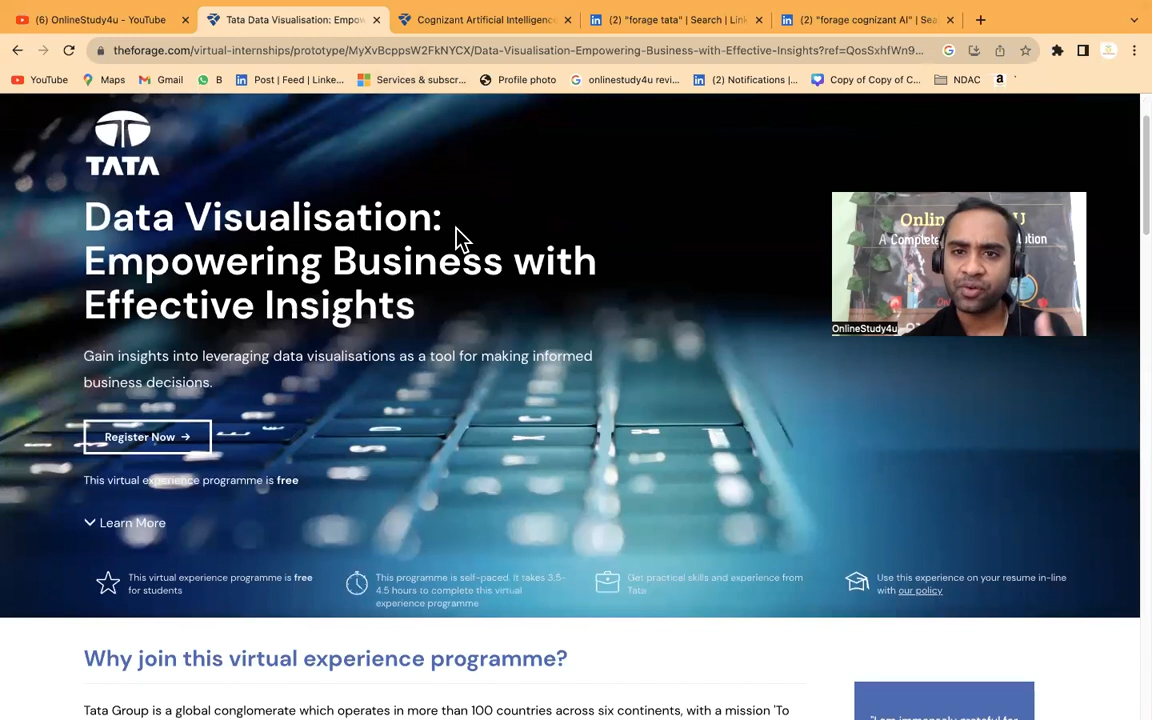 (6) OnlineStudy4u - YouTube
Tata Data Visualisation: Empow
Cognizant Artificial Intelligence
(2) "forage tata" | Search | Link
(2) "forage cognizant AI" | Sea
theforage.com/virtual-internships/prototype/MyXvBcppsW2FkNYCX/Data-Visualisation-Empowering-Business-with-Effective-Insights?ref=QosSxhfWn9...
YouTube
Maps
Gmail
B
Post | Feed | Linke...
Services & subscr...
Profile photo
onlinestudy4u revi...
(2) Notifications |...
Copy of Copy of C...
NDAC
TATA
Data Visualisation:
Empowering Business with
Effective Insights
Gain insights into leveraging data visualisations as a tool for making informed
business decisions.
Register Now →
This virtual experience programme is free
Learn More
OnlineStudy4u
This virtual experience programme is free
for students
This programme is self-paced. It takes 3.5-
4.5 hours to complete this virtual
experience programme
Get practical skills and experience from
Tata
Use this experience on your resume in-line
with our policy
Why join this virtual experience programme?
Tata Group is a global conglomerate which operates in more than 100 countries across six continents, with a mission 'To
"I am immensely grateful for